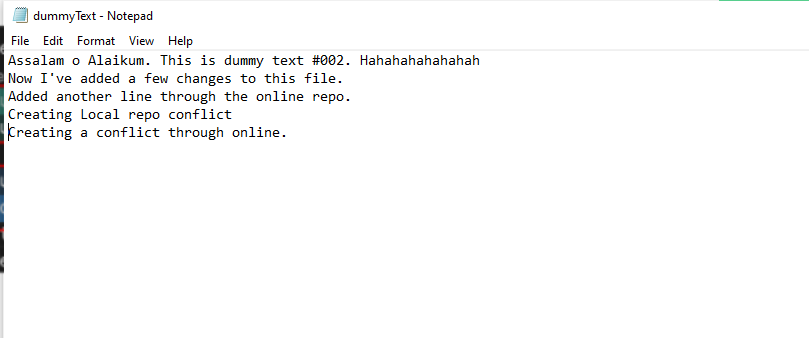 dummyText - Notepad
File Edit Format View Help
Assalam o Alaikum. This is dummy text #002. Hahahahahahahah
Now I've added a few changes to this file.
Added another line through the online repo.
Creating Local repo conflict
Creating a conflict through online.